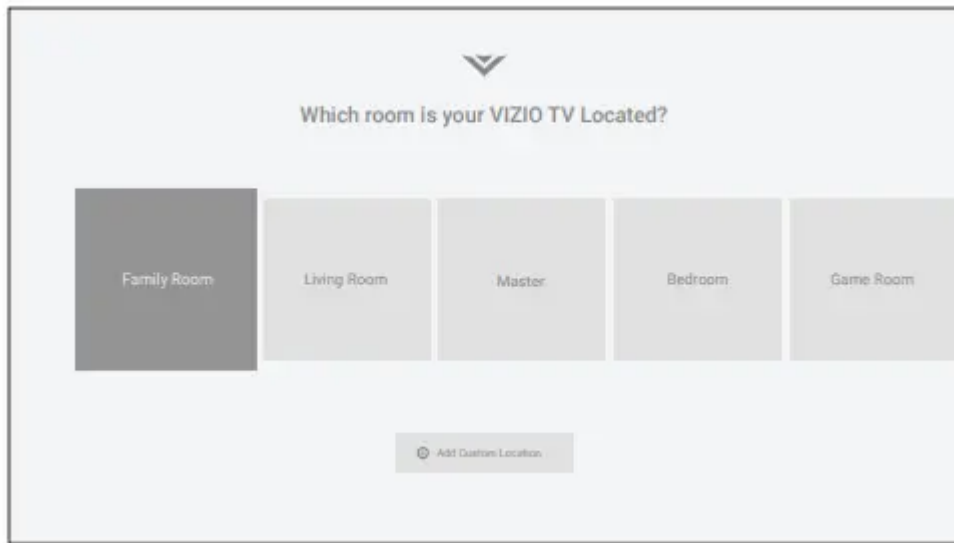 Which room is your VIZIO TV Located?
Family Room
Living Room
Master
Bedroom
Game Room
Add Custom Location